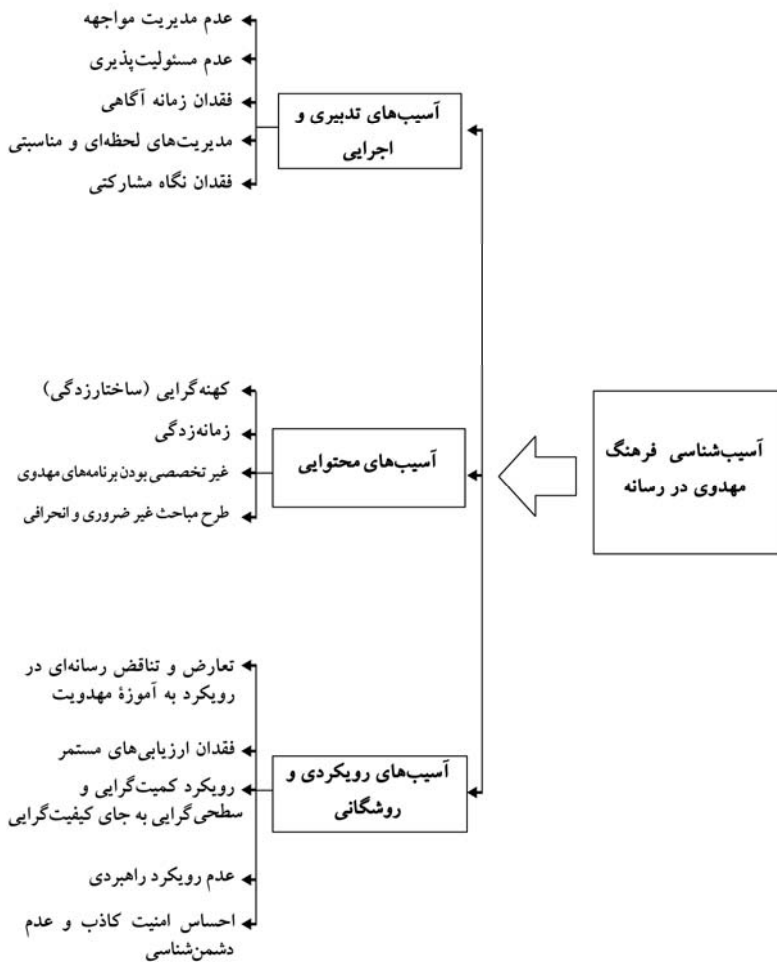 آسیب‌شناسی فرهنگ
مهدوی در رسانه
آسیب‌های تدبیری و
اجرایی
عدم مدیریت مواجهه
عدم مسئولیت‌پذیری
فقدان زمانه آگاهی
مدیریت‌های لحظه‌ای و مناسبتی
فقدان نگاه مشارکتی
آسیب‌های محتوایی
کهنه‌گرایی (ساختارزدگی)
زمانه‌زدگی
غیر تخصصی بودن برنامه‌های مهدوی
طرح مباحث غیر ضروری و انحرافی
آسیب‌های رویکردی و
روشگانی
تعارض و تناقض رسانه‌ای در
رویکرد به آموزهٔ مهدویت
فقدان ارزیابی‌های مستمر
رویکرد کمیت‌گرایی و
سطحی‌گرایی به جای کیفیت‌گرایی
عدم رویکرد راهبردی
احساس امنیت کاذب و عدم
دشمن‌شناسی